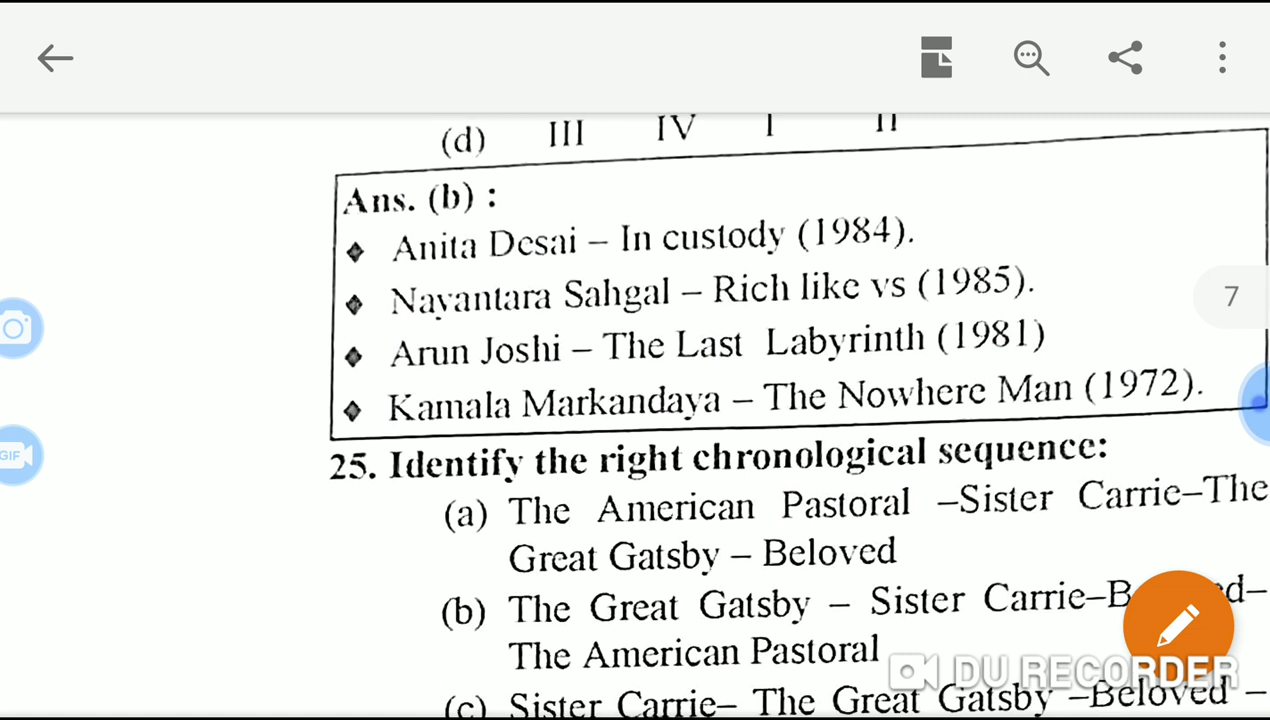 (d) III IV I II
Ans. (b) :
Anita Desai – In custody (1984).
7
Nayantara Sahgal – Rich like vs (1985).
Arun Joshi – The Last Labyrinth (1981)
Kamala Markandaya – The Nowhere Man (1972).
GIF
25. Identify the right chronological sequence:
(a) The American Pastoral –Sister Carrie–The
Great Gatsby – Beloved
(b) The Great Gatsby – Sister Carrie–B d–
The American Pastoral
DU RECORDER
(c) Sister Carrie– The Great Gatsby –Beloved –